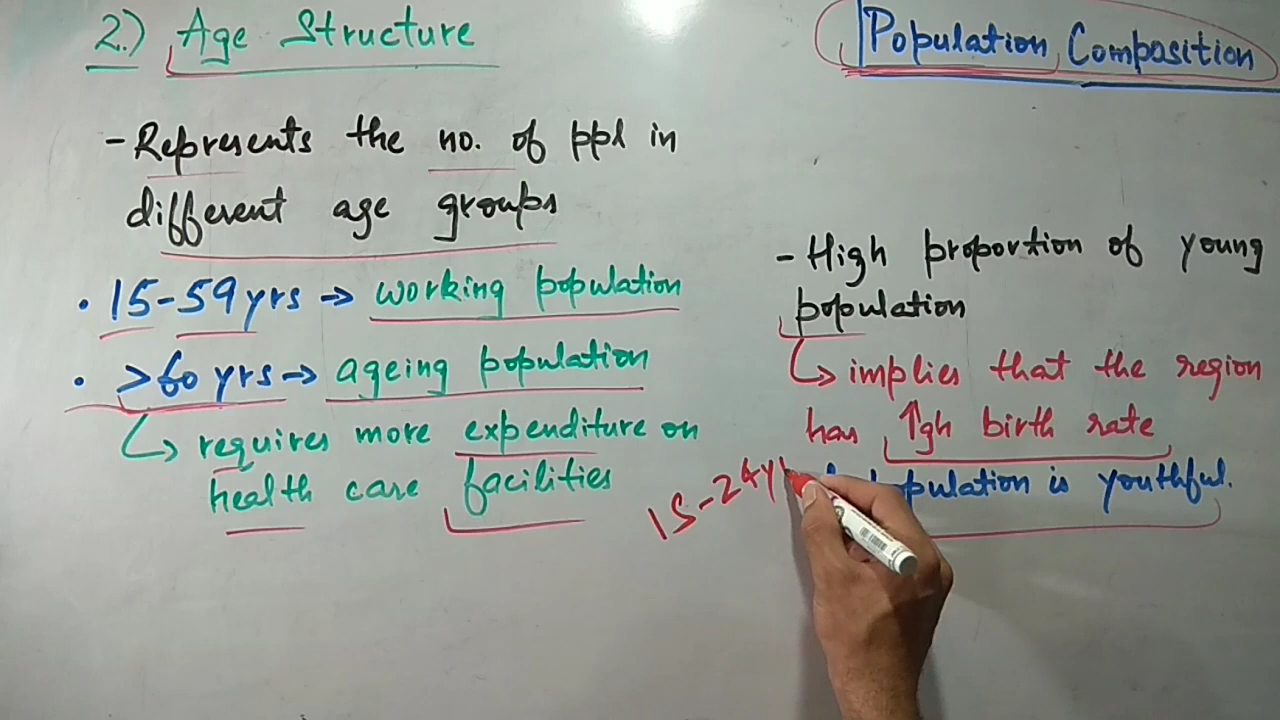 2.) Age Structure
Population Composition
- Represents the no. of ppl in
different age groups
• 15-59 yrs → working population
• >60 yrs → ageing population
↳ requires more expenditure on
health care facilities
- High proportion of young
population
↳ implies that the region
has ↑gh birth rate
population is youthful.
15-24y